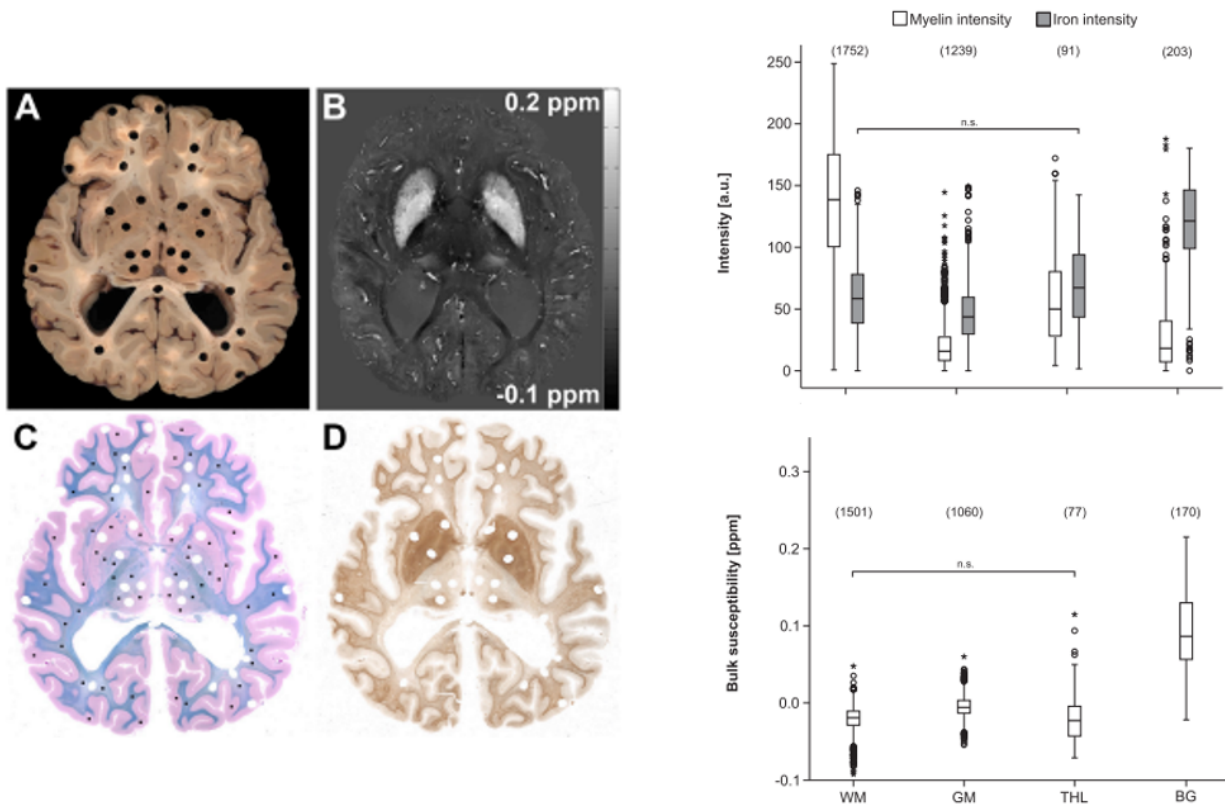 A
B
0.2 ppm
-0.1 ppm
C
D
Myelin intensity
Iron intensity
(1752)
(1239)
(91)
(203)
250
200
150
100
50
0
Intensity [a.u.]
n.s.
0.3
0.2
0.1
0.0
-0.1
Bulk susceptibility [ppm]
(1501)
(1060)
(77)
(170)
n.s.
WM
GM
THL
BG